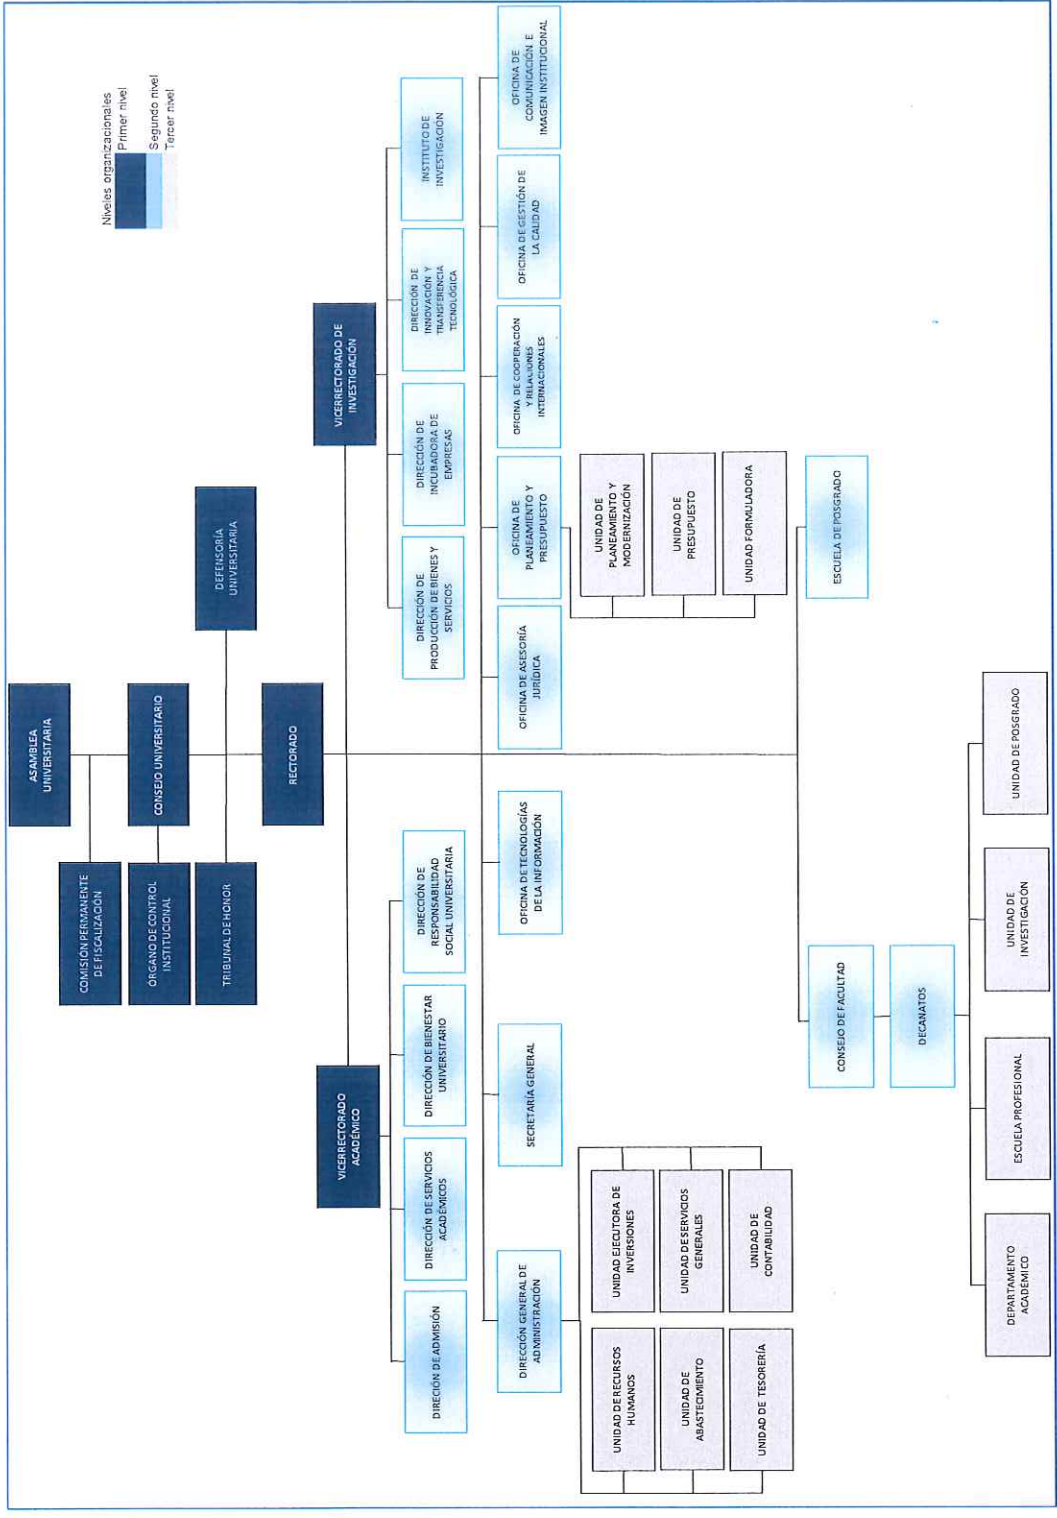 Niveles organizacionales
Primer nivel
Segundo nivel
Tercer nivel
ASAMBLEA
UNIVERSITARIA
COMISIÓN PERMANENTE
DE FISCALIZACIÓN
CONSEJO UNIVERSITARIO
ÓRGANO DE CONTROL
INSTITUCIONAL
TRIBUNAL DE HONOR
DEFENSORÍA
UNIVERSITARIA
RECTORADO
VICERRECTORADO
ACADÉMICO
VICERRECTORADO DE
INVESTIGACIÓN
DIRECIÓN DE ADMISIÓN
DIRECCIÓN DE SERVICIOS
ACADÉMICOS
DIRECCIÓN DE BIENESTAR
UNIVERSITARIO
DIRECCIÓN DE
RESPONSABILIDAD
SOCIAL UNIVERSITARIA
DIRECCIÓN DE
PRODUCCIÓN DE BIENES Y
SERVICIOS
DIRECCIÓN DE
INCUBADORA DE
EMPRESAS
DIRECCIÓN DE
INNOVACIÓN Y
TRANSFERENCIA
TECNOLÓGICA
INSTITUTO DE
INVESTIGACIÓN
DIRECCIÓN GENERAL DE
ADMINISTRACIÓN
SECRETARÍA GENERAL
OFICINA DE TECNOLOGÍAS
DE LA INFORMACIÓN
OFICINA DE ASESORÍA
JURÍDICA
OFICINA DE
PLANEAMIENTO Y
PRESUPUESTO
OFICINA DE COOPERACIÓN
Y RELACIONES
INTERNACIONALES
OFICINA DE GESTIÓN DE
LA CALIDAD
OFICINA DE
COMUNICACIÓN E
IMAGEN INSTITUCIONAL
UNIDAD DE RECURSOS
HUMANOS
UNIDAD EJECUTORA DE
INVERSIONES
UNIDAD DE
ABASTECIMIENTO
UNIDAD DE SERVICIOS
GENERALES
UNIDAD DE TESORERÍA
UNIDAD DE
CONTABILIDAD
UNIDAD DE
PLANEAMIENTO Y
MODERNIZACIÓN
UNIDAD DE
PRESUPUESTO
UNIDAD FORMULADORA
CONSEJO DE FACULTAD
ESCUELA DE POSGRADO
DECANATOS
DEPARTAMENTO
ACADÉMICO
ESCUELA PROFESIONAL
UNIDAD DE
INVESTIGACIÓN
UNIDAD DE POSGRADO